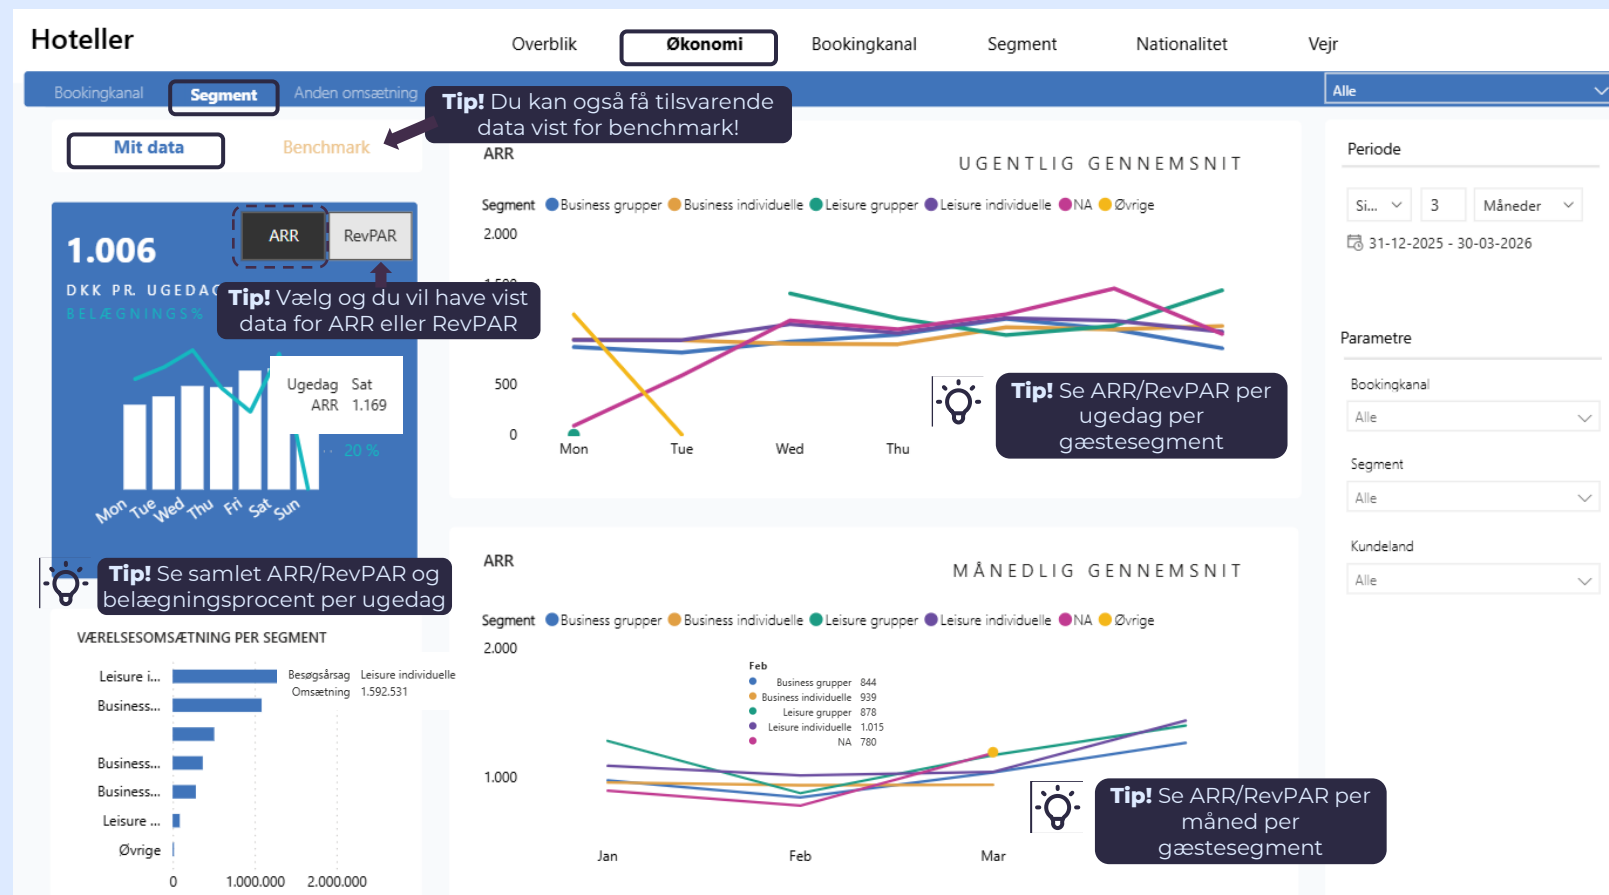 Hoteller
Overblik
Økonomi
Bookingkanal
Segment
Nationalitet
Vejr
Bookingkanal
Segment
Anden omsætning
Alle
Tip! Du kan også få tilsvarende
data vist for benchmark!
Mit data
Benchmark
1.006
ARR
RevPAR
DKK PR. UGEDAG
BELÆGNINGS%
Tip! Vælg og du vil have vist
data for ARR eller RevPAR
Ugedag Sat
ARR 1.169
20 %
Mon
Tue
Wed
Thu
Fri
Sat
Sun
Tip! Se samlet ARR/RevPAR og
belægningsprocent per ugedag
VÆRELSESOMSÆTNING PER SEGMENT
Leisure i...
Business...
Business...
Business...
Leisure ...
Øvrige
Besøgsårsag Leisure individuelle
Omsætning 1.592.531
0
1.000.000
2.000.000
ARR
UGENTLIG GENNEMSNIT
Segment Business grupper Business individuelle Leisure grupper Leisure individuelle NA Øvrige
2.000
1.500
500
0
Mon
Tue
Wed
Thu
Tip! Se ARR/RevPAR per
ugedag per
gæstesegment
ARR
MÅNEDLIG GENNEMSNIT
Segment Business grupper Business individuelle Leisure grupper Leisure individuelle NA Øvrige
2.000
1.000
Feb
Business grupper 844
Business individuelle 939
Leisure grupper 878
Leisure individuelle 1.015
NA 780
Jan
Feb
Mar
Tip! Se ARR/RevPAR per
måned per
gæstesegment
Periode
Si...
3
Måneder
31-12-2025 - 30-03-2026
Parametre
Bookingkanal
Alle
Segment
Alle
Kundeland
Alle